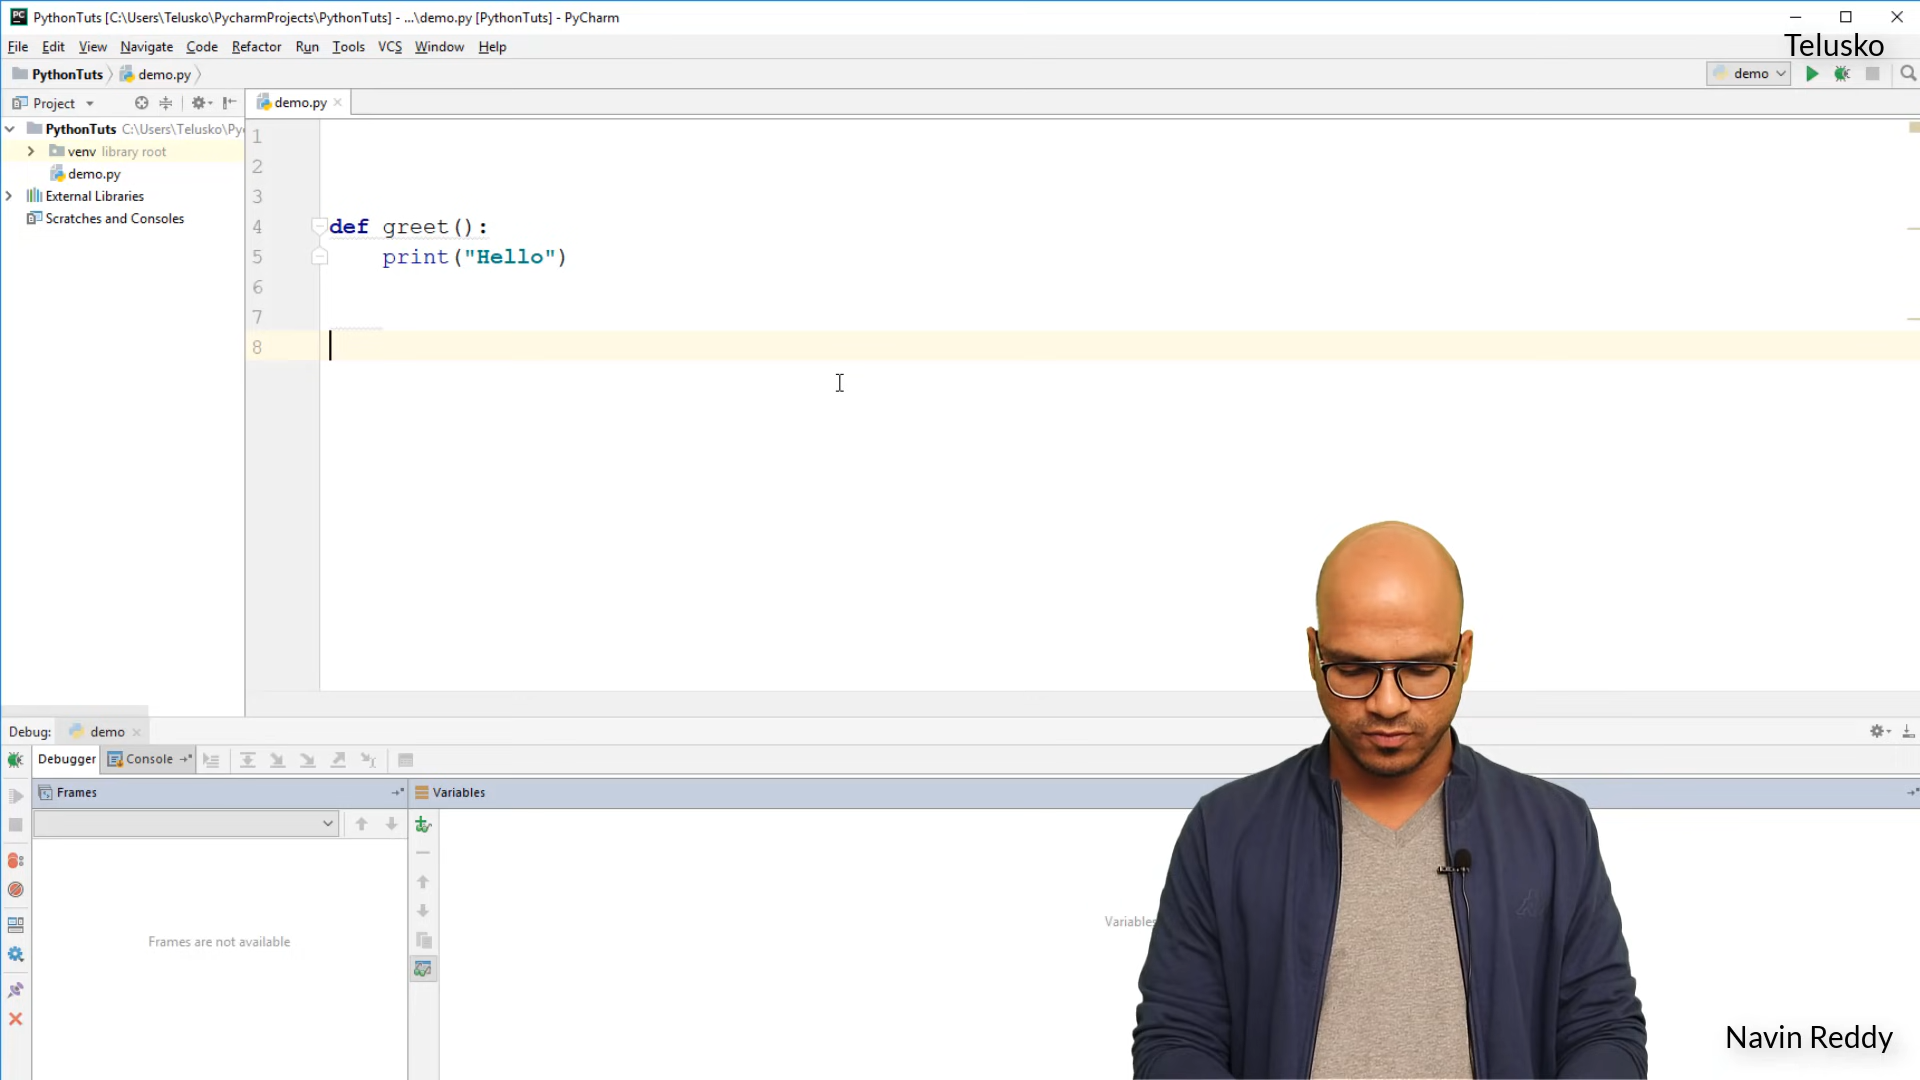 PythonTuts [C:\Users\Telusko\PycharmProjects\PythonTuts] - ...\demo.py [PythonTuts] - PyCharm
File Edit View Navigate Code Refactor Run Tools VCS Window Help
Telusko
PythonTuts demo.py
demo
Project
demo.py
PythonTuts C:\Users\Telusko\Py
venv library root
demo.py
External Libraries
Scratches and Consoles
1
2
3
4 def greet():
5 print("Hello")
6
7
8
Debug: demo
Debugger Console
Frames
Variables
Frames are not available
Variables
Navin Reddy